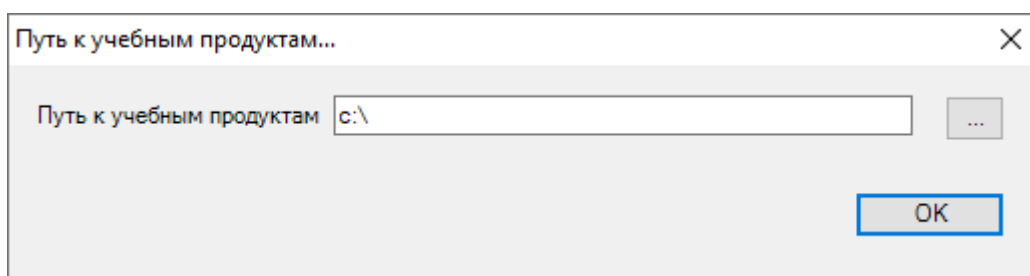 Путь к учебным продуктам...
Путь к учебным продуктам c:\ ...
OK